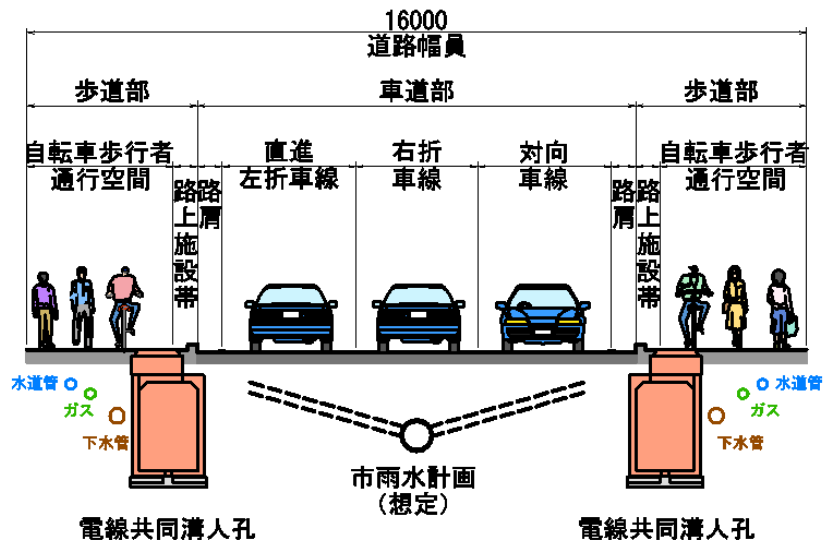 16000
道路幅員
歩道部
車道部
歩道部
自転車歩行者
通行空間
路上施設帯
路肩
直進
左折車線
右折
車線
対向
車線
路肩
路上施設帯
自転車歩行者
通行空間
水道管
ガス
下水管
水道管
ガス
下水管
市雨水計画
(想定)
電線共同溝人孔
電線共同溝人孔